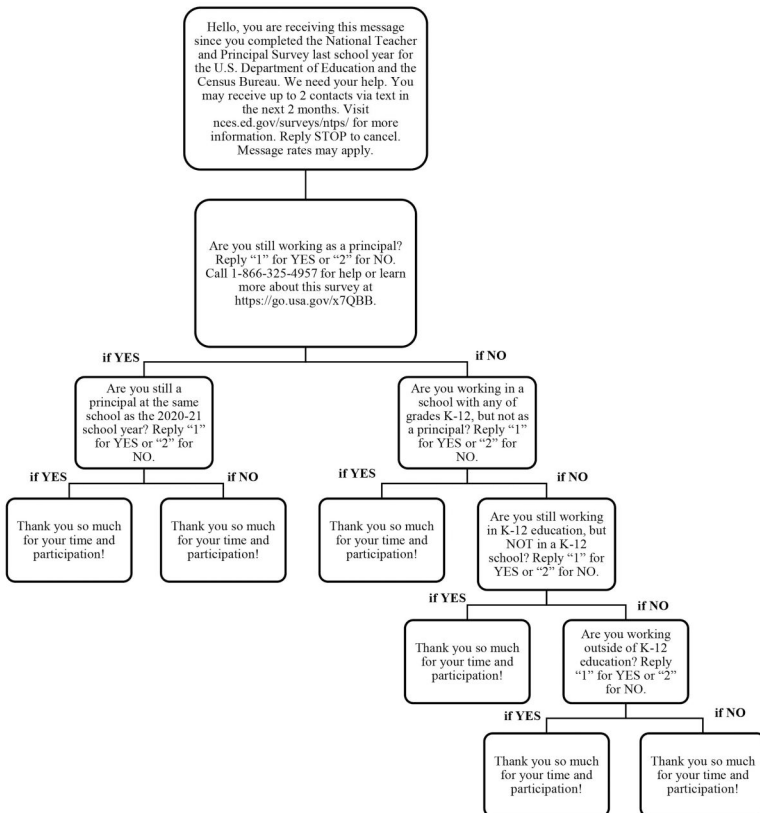 Hello, you are receiving this message
since you completed the National Teacher
and Principal Survey last school year for
the U.S. Department of Education and the
Census Bureau. We need your help. You
may receive up to 2 contacts via text in
the next 2 months. Visit
nces.ed.gov/surveys/ntps/ for more
information. Reply STOP to cancel.
Message rates may apply.
Are you still working as a principal?
Reply “1” for YES or “2” for NO.
Call 1-866-325-4957 for help or learn
more about this survey at
https://go.usa.gov/x7QBB.
if YES
if NO
Are you still a
principal at the same
school as the 2020-21
school year? Reply “1”
for YES or “2” for
NO.
Are you working in a
school with any of
grades K-12, but not as
a principal? Reply “1”
for YES or “2” for
NO.
if YES
if NO
if YES
if NO
Thank you so much
for your time and
participation!
Thank you so much
for your time and
participation!
Thank you so much
for your time and
participation!
Are you still working
in K-12 education, but
NOT in a K-12
school? Reply “1” for
YES or “2” for NO.
if YES
if NO
Thank you so much
for your time and
participation!
Are you working
outside of K-12
education? Reply
“1” for YES or “2”
for NO.
if YES
if NO
Thank you so much
for your time and
participation!
Thank you so much
for your time and
participation!